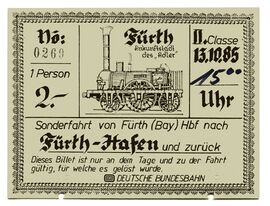 No:
0269
1 Person
2.-
Fürth
Ankunftsgleis
des "Adler"
II. Classe
13.10.85
15 00
Uhr
Sonderfahrt von Fürth (Bay) Hbf nach
Fürth-Hafen und zurück
Dieses Billet ist nur an dem Tage und zu der Fahrt
gültig, für welche es gelöst wurde.
DB DEUTSCHE BUNDESBAHN